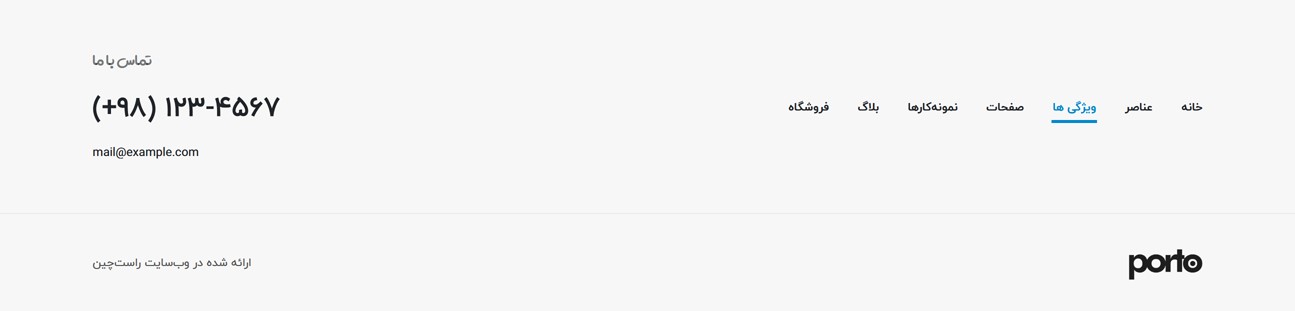 تماس با ما
(+۹۸) ۱۲۳-۴۵۶۷
mail@example.com
خانه
عناصر
ویژگی ها
صفحات
نمونه‌کارها
بلاگ
فروشگاه
porto
ارائه شده در وب‌سایت راست‌چین